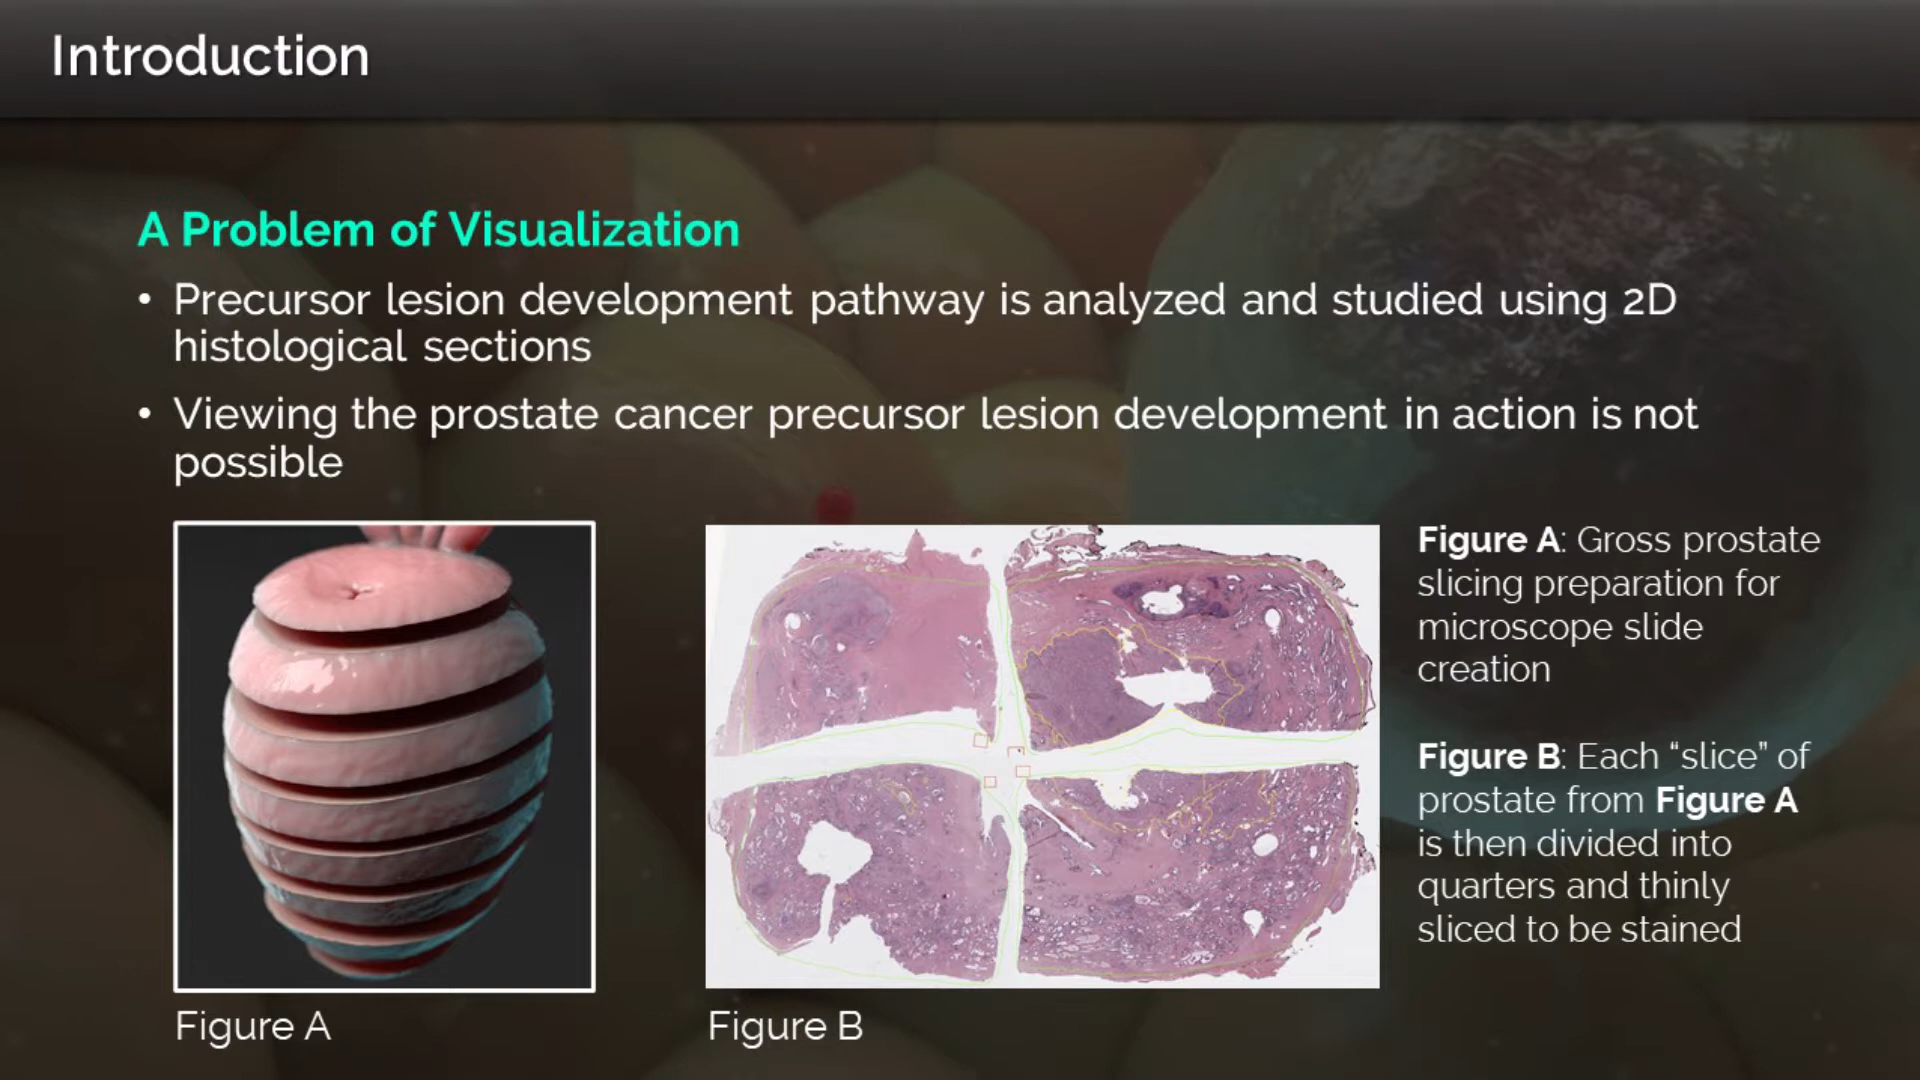 Introduction
A Problem of Visualization
• Precursor lesion development pathway is analyzed and studied using 2D
histological sections
• Viewing the prostate cancer precursor lesion development in action is not
possible
Figure A
Figure B
Figure A: Gross prostate
slicing preparation for
microscope slide
creation
Figure B: Each “slice” of
prostate from Figure A
is then divided into
quarters and thinly
sliced to be stained